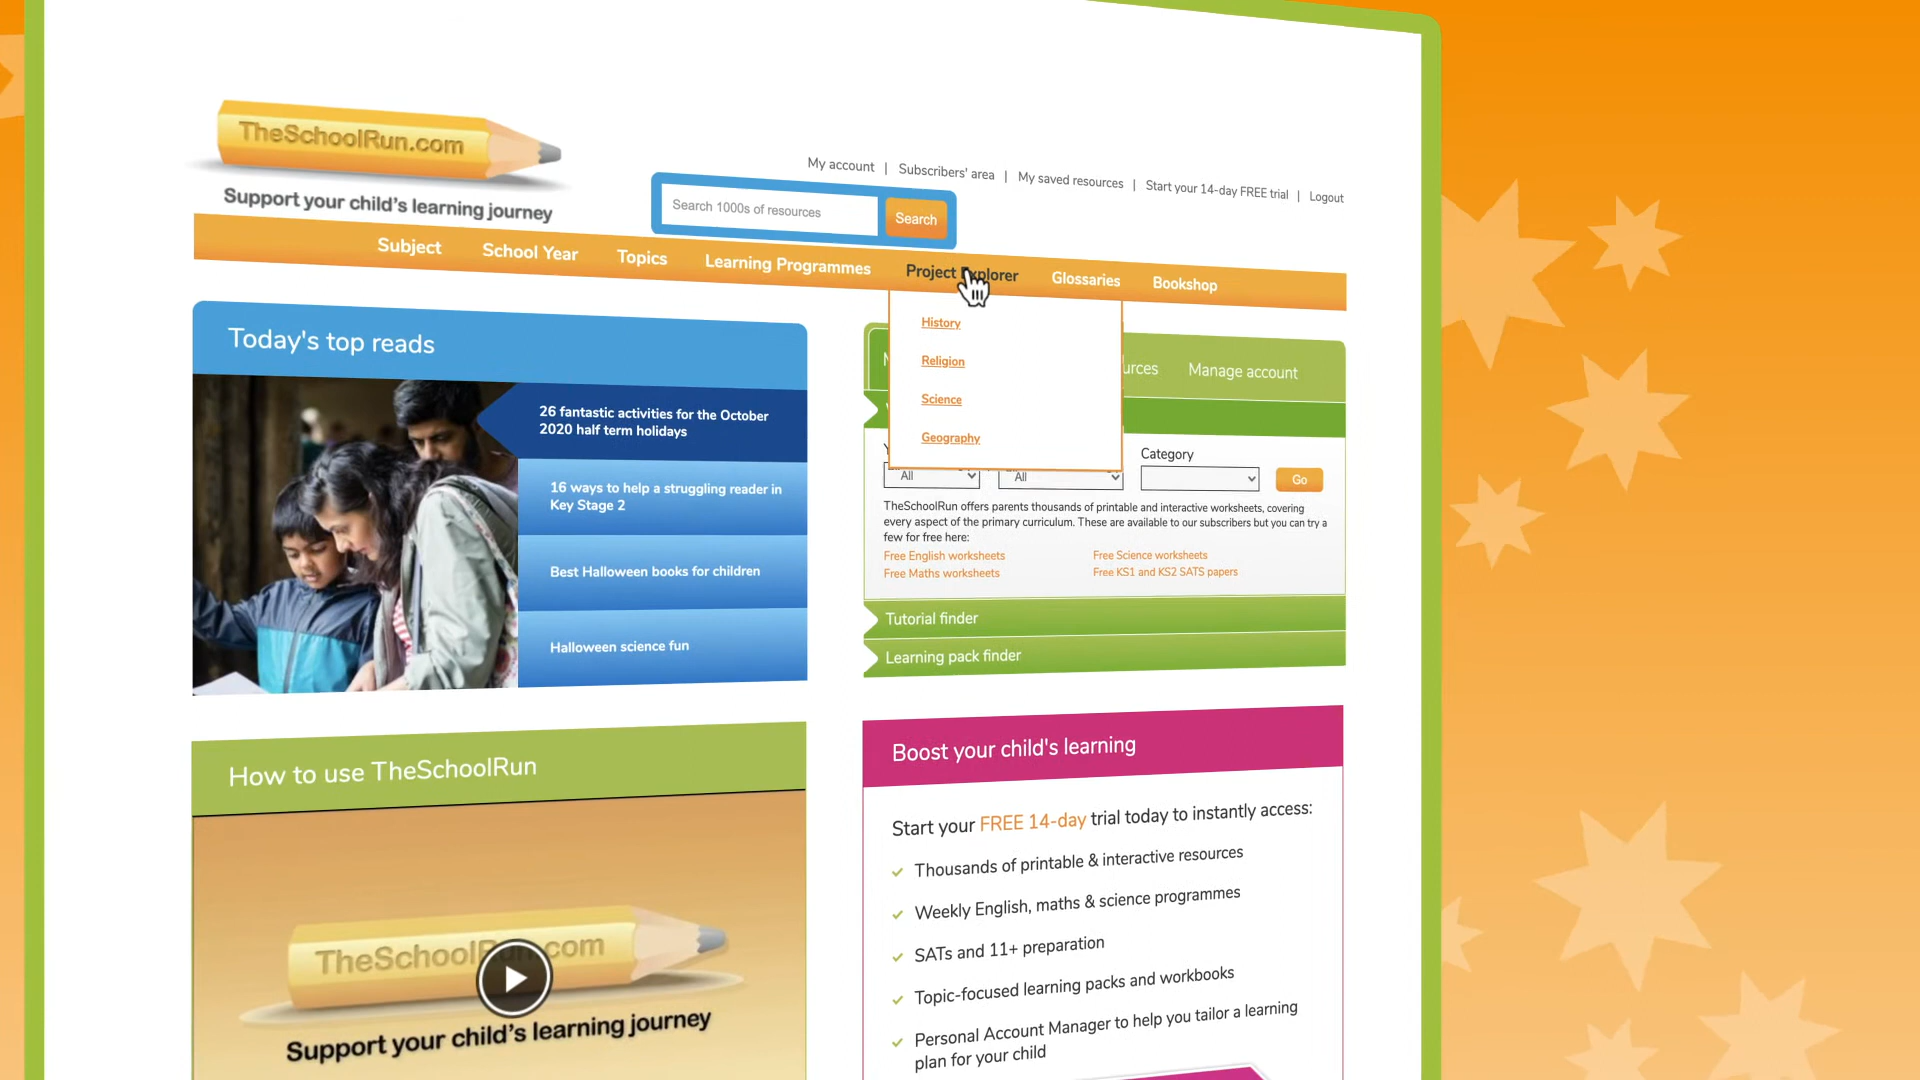 TheSchoolRun.com
Support your child's learning journey
My account | Subscribers' area | My saved resources | Start your 14-day FREE trial | Logout
Search 1000s of resources
Search
Subject School Year Topics Learning Programmes Project Explorer Glossaries Bookshop
History
Religion
Science
Geography
Today's top reads
26 fantastic activities for the October
2020 half term holidays
16 ways to help a struggling reader in
Key Stage 2
Best Halloween books for children
Halloween science fun
Manage account
Category
All
All
Go
TheSchoolRun offers parents thousands of printable and interactive worksheets, covering
every aspect of the primary curriculum. These are available to our subscribers but you can try a
few for free here:
Free English worksheets
Free Science worksheets
Free Maths worksheets
Free KS1 and KS2 SATS papers
Tutorial finder
Learning pack finder
How to use TheSchoolRun
TheSchoolRun.com
Support your child's learning journey
Boost your child's learning
Start your FREE 14-day trial today to instantly access:
Thousands of printable & interactive resources
Weekly English, maths & science programmes
SATs and 11+ preparation
Topic-focused learning packs and workbooks
Personal Account Manager to help you tailor a learning
plan for your child